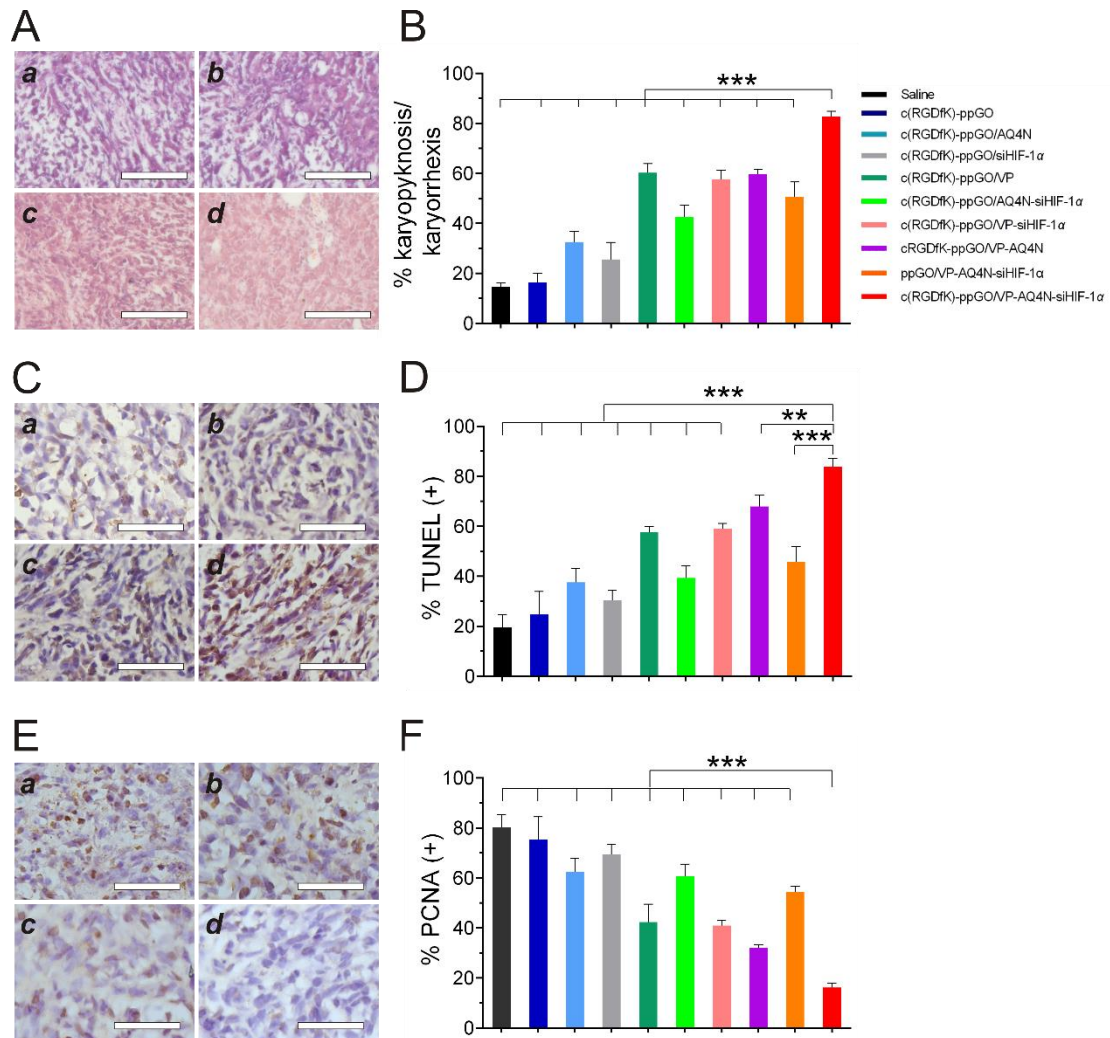 A
a
b
c
d
B
% karyopyknosis/
karyorrhexis
100
80
60
40
20
0
***
Saline
c(RGDfK)-ppGO
c(RGDfK)-ppGO/AQ4N
c(RGDfK)-ppGO/siHIF-1α
c(RGDfK)-ppGO/VP
c(RGDfK)-ppGO/AQ4N-siHIF-1α
c(RGDfK)-ppGO/VP-siHIF-1α
cRGDfK-ppGO/VP-AQ4N
ppGO/VP-AQ4N-siHIF-1α
c(RGDfK)-ppGO/VP-AQ4N-siHIF-1α
C
a
b
c
d
D
% TUNEL (+)
100
80
60
40
20
0
***
**
***
E
a
b
c
d
F
% PCNA (+)
100
80
60
40
20
0
***